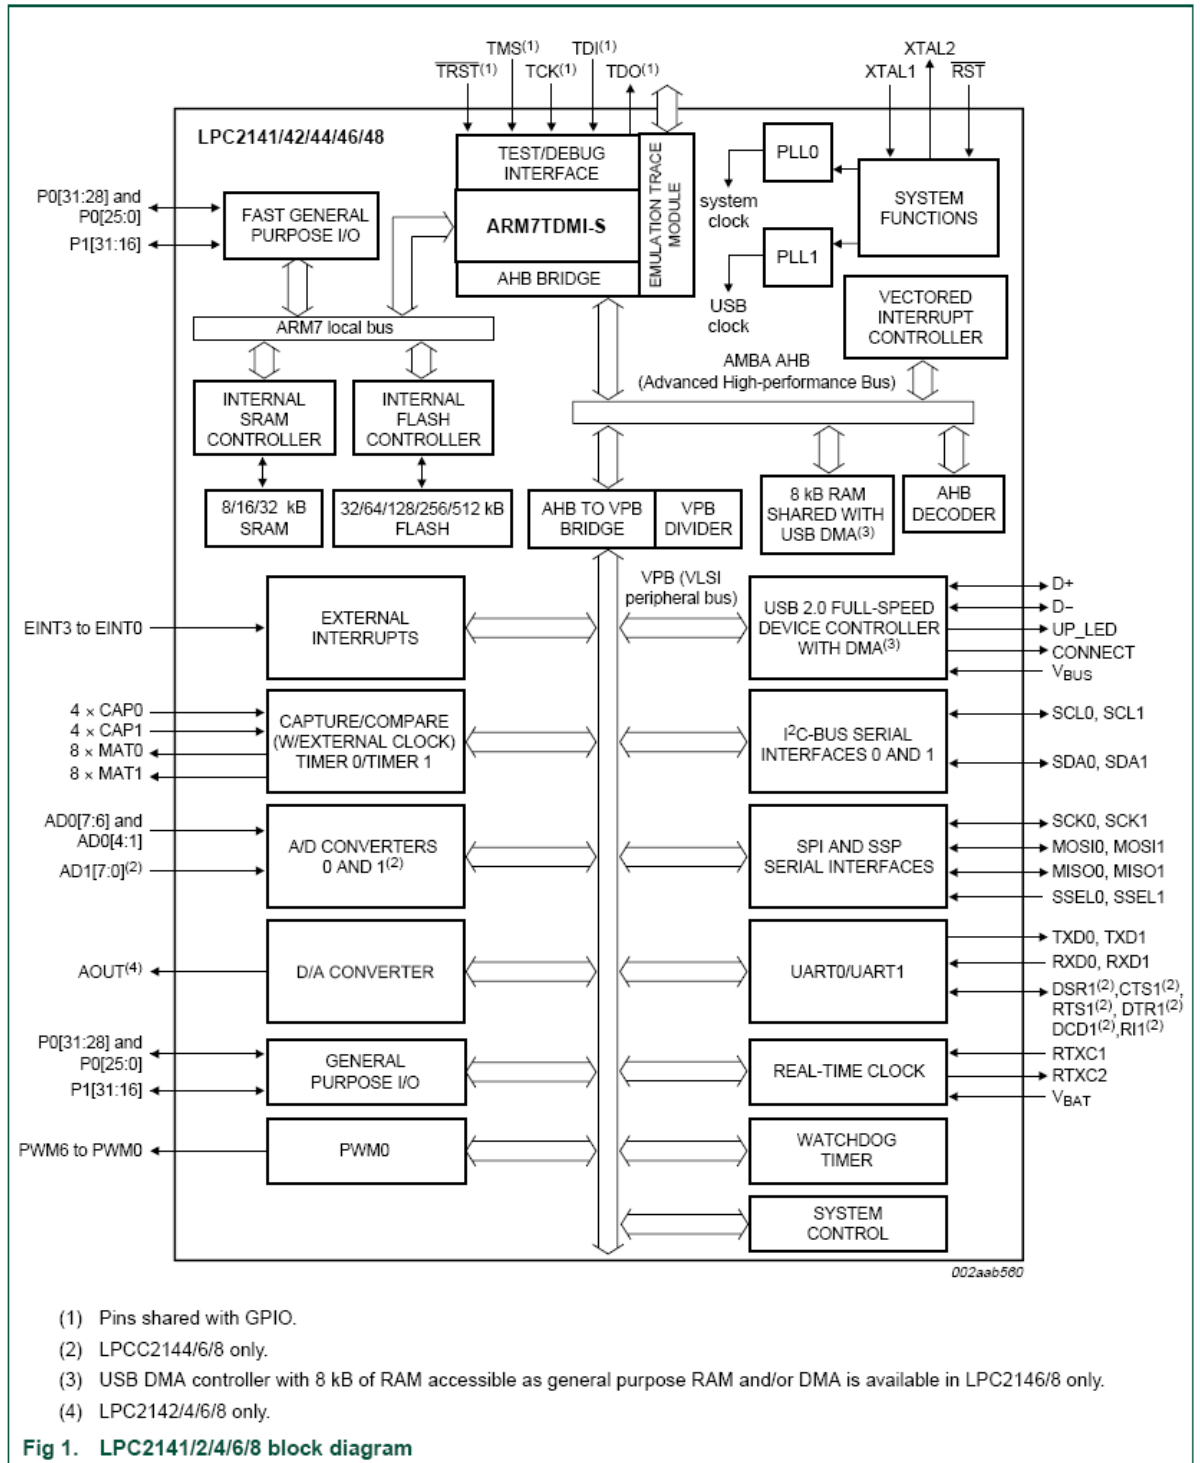 TMS(1) TDI(1)
TRST(1) TCK(1) TDO(1)
XTAL2
XTAL1 RST
LPC2141/42/44/46/48
P0[31:28] and
P0[25:0]
P1[31:16]
FAST GENERAL
PURPOSE I/O
TEST/DEBUG
INTERFACE
ARM7TDMI-S
AHB BRIDGE
EMULATION TRACE
MODULE
PLL0
system
clock
PLL1
USB
clock
SYSTEM
FUNCTIONS
VECTORED
INTERRUPT
CONTROLLER
ARM7 local bus
AMBA AHB
(Advanced High-performance Bus)
INTERNAL
SRAM
CONTROLLER
INTERNAL
FLASH
CONTROLLER
8/16/32 kB
SRAM
32/64/128/256/512 kB
FLASH
AHB TO VPB
BRIDGE
VPB
DIVIDER
8 kB RAM
SHARED WITH
USB DMA(3)
AHB
DECODER
VPB (VLSI
peripheral bus)
EINT3 to EINT0
EXTERNAL
INTERRUPTS
USB 2.0 FULL-SPEED
DEVICE CONTROLLER
WITH DMA(3)
D+
D−
UP_LED
CONNECT
VBUS
4 × CAP0
4 × CAP1
8 × MAT0
8 × MAT1
CAPTURE/COMPARE
(W/EXTERNAL CLOCK)
TIMER 0/TIMER 1
I2C-BUS SERIAL
INTERFACES 0 AND 1
SCL0, SCL1
SDA0, SDA1
AD0[7:6] and
AD0[4:1]
AD1[7:0](2)
A/D CONVERTERS
0 AND 1(2)
SPI AND SSP
SERIAL INTERFACES
SCK0, SCK1
MOSI0, MOSI1
MISO0, MISO1
SSEL0, SSEL1
AOUT(4)
D/A CONVERTER
UART0/UART1
TXD0, TXD1
RXD0, RXD1
DSR1(2),CTS1(2),
RTS1(2), DTR1(2)
DCD1(2),RI1(2)
P0[31:28] and
P0[25:0]
P1[31:16]
GENERAL
PURPOSE I/O
REAL-TIME CLOCK
RTXC1
RTXC2
VBAT
PWM6 to PWM0
PWM0
WATCHDOG
TIMER
SYSTEM
CONTROL
002aab560
(1) Pins shared with GPIO.
(2) LPCC2144/6/8 only.
(3) USB DMA controller with 8 kB of RAM accessible as general purpose RAM and/or DMA is available in LPC2146/8 only.
(4) LPC2142/4/6/8 only.
Fig 1. LPC2141/2/4/6/8 block diagram